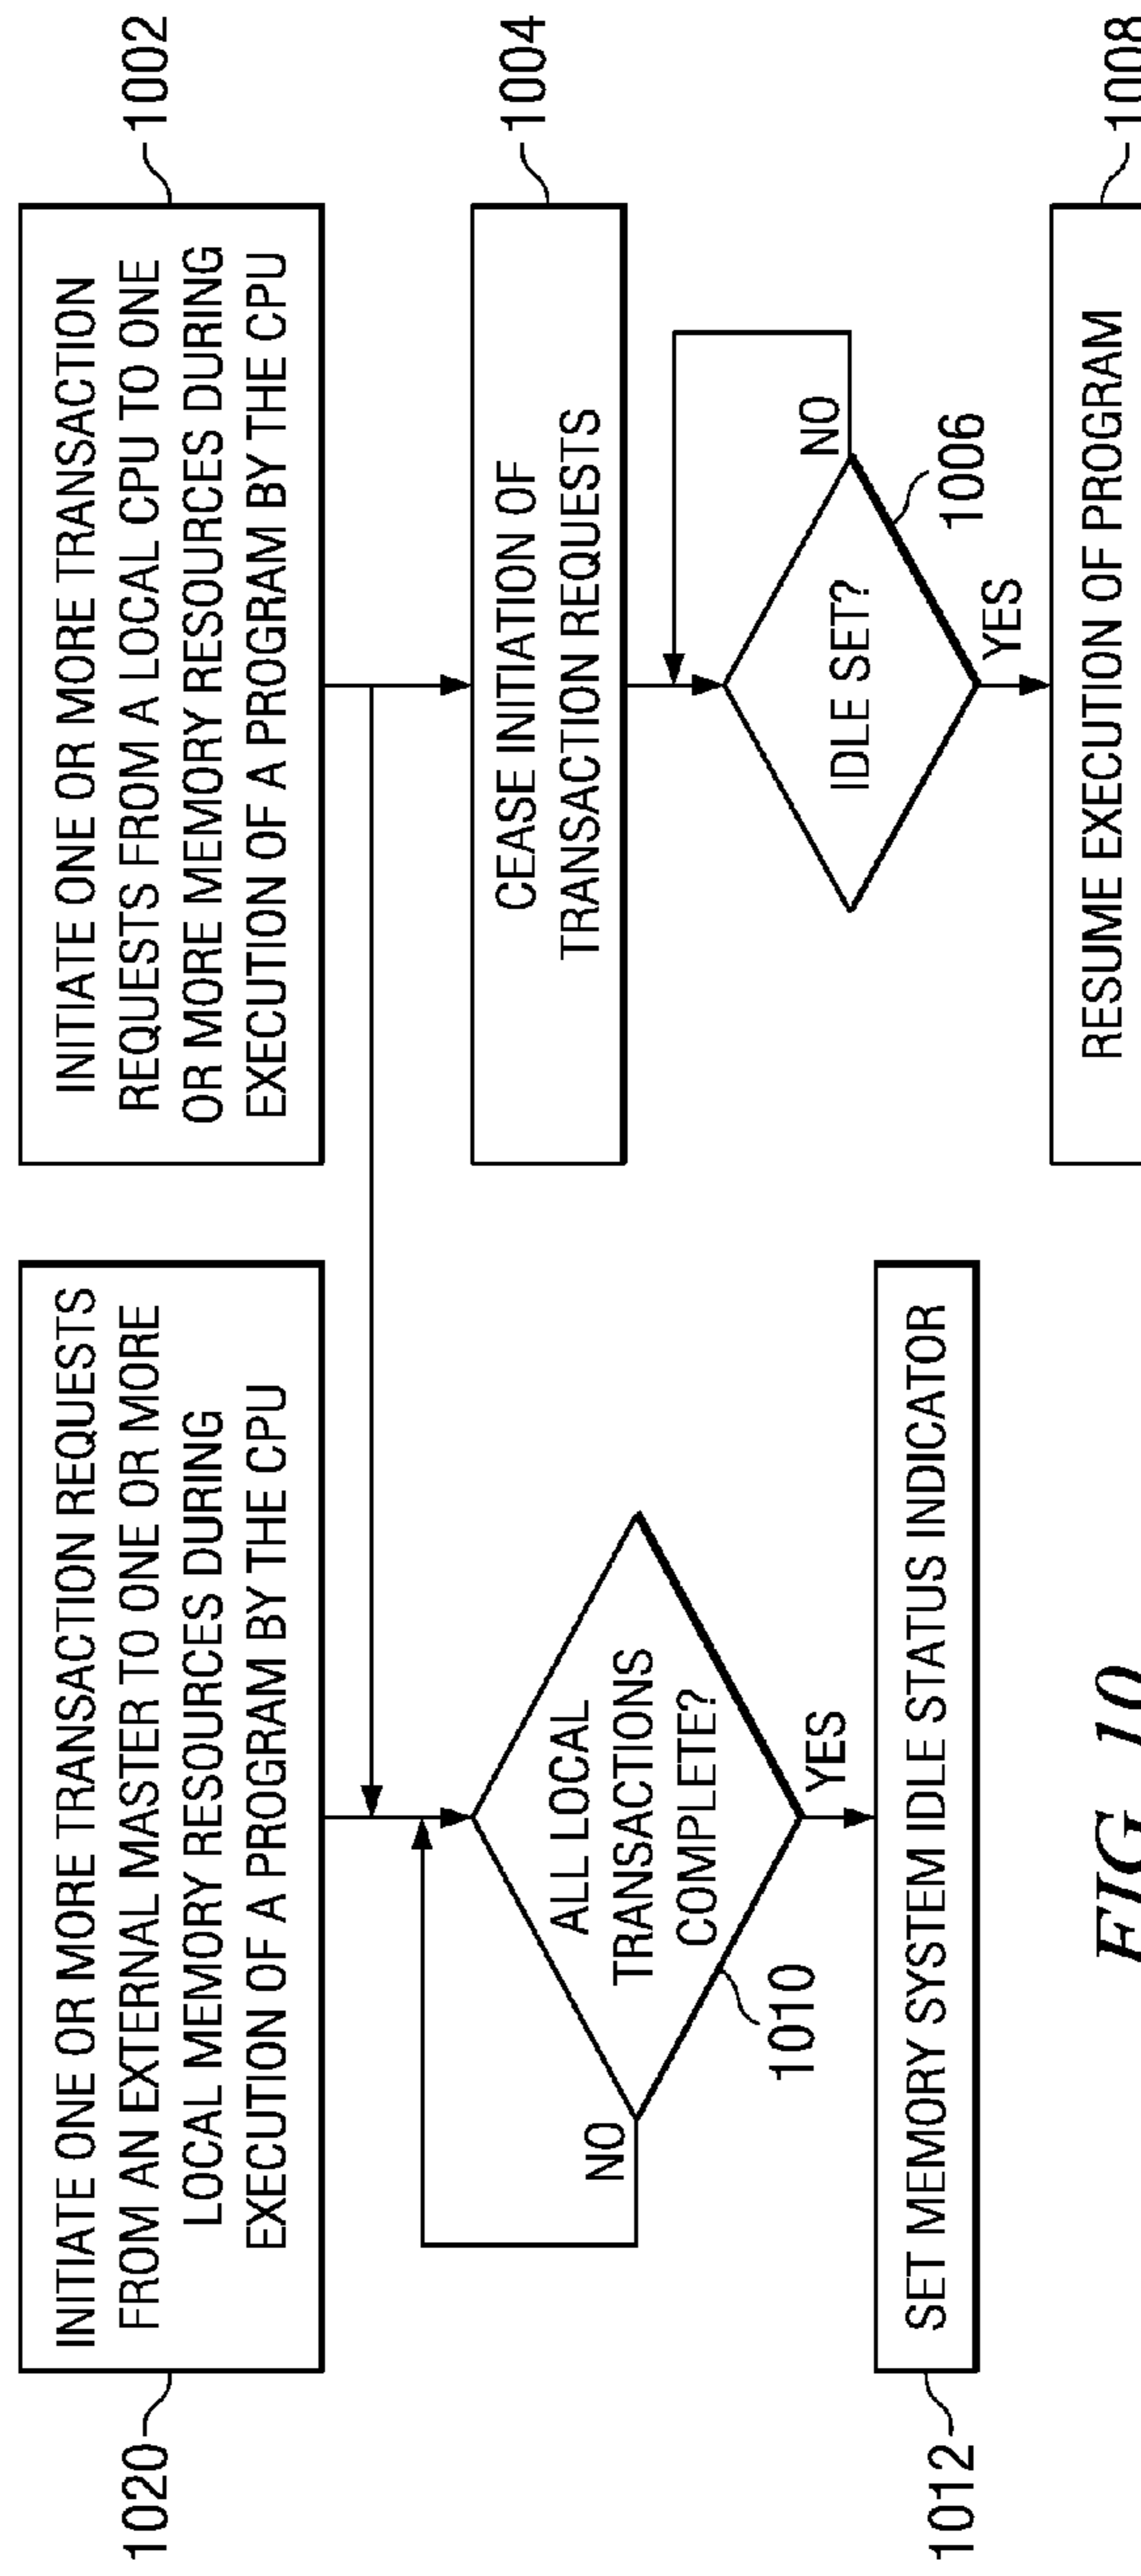 1020
INITIATE ONE OR MORE TRANSACTION REQUESTS
FROM AN EXTERNAL MASTER TO ONE OR MORE
LOCAL MEMORY RESOURCES DURING
EXECUTION OF A PROGRAM BY THE CPU
INITIATE ONE OR MORE TRANSACTION
REQUESTS FROM A LOCAL CPU TO ONE
OR MORE MEMORY RESOURCES DURING
EXECUTION OF A PROGRAM BY THE CPU
1002
NO
ALL LOCAL
TRANSACTIONS
COMPLETE?
1010
YES
CEASE INITIATION OF
TRANSACTION REQUESTS
1004
IDLE SET?
NO
1006
YES
1012
SET MEMORY SYSTEM IDLE STATUS INDICATOR
RESUME EXECUTION OF PROGRAM
1008
FIG. 10